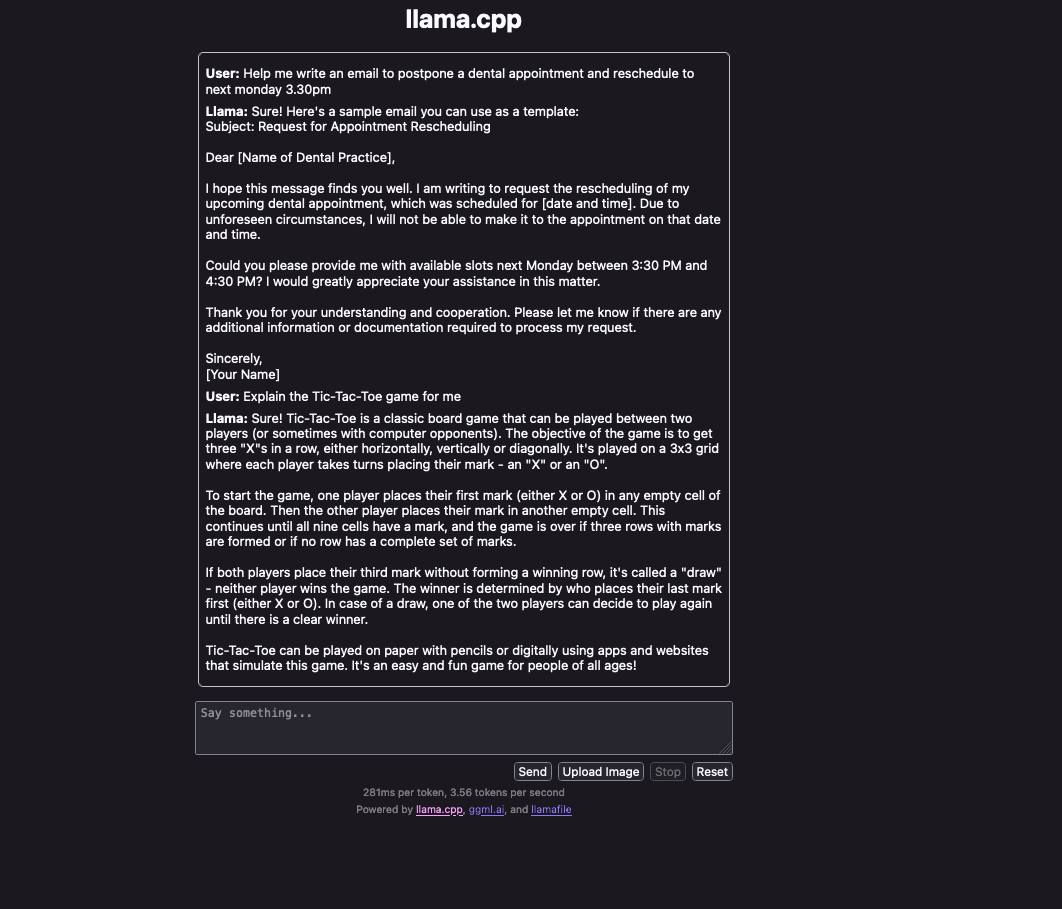 llama.cpp
User: Help me write an email to postpone a dental appointment and reschedule to
next monday 3.30pm
Llama: Sure! Here's a sample email you can use as a template:
Subject: Request for Appointment Rescheduling
Dear [Name of Dental Practice],
I hope this message finds you well. I am writing to request the rescheduling of my
upcoming dental appointment, which was scheduled for [date and time]. Due to
unforeseen circumstances, I will not be able to make it to the appointment on that date
and time.
Could you please provide me with available slots next Monday between 3:30 PM and
4:30 PM? I would greatly appreciate your assistance in this matter.
Thank you for your understanding and cooperation. Please let me know if there are any
additional information or documentation required to process my request.
Sincerely,
[Your Name]
User: Explain the Tic-Tac-Toe game for me
Llama: Sure! Tic-Tac-Toe is a classic board game that can be played between two
players (or sometimes with computer opponents). The objective of the game is to get
three "X"s in a row, either horizontally, vertically or diagonally. It's played on a 3x3 grid
where each player takes turns placing their mark - an "X" or an "O".
To start the game, one player places their first mark (either X or O) in any empty cell of
the board. Then the other player places their mark in another empty cell. This
continues until all nine cells have a mark, and the game is over if three rows with marks
are formed or if no row has a complete set of marks.
If both players place their third mark without forming a winning row, it's called a "draw"
- neither player wins the game. The winner is determined by who places their last mark
first (either X or O). In case of a draw, one of the two players can decide to play again
until there is a clear winner.
Tic-Tac-Toe can be played on paper with pencils or digitally using apps and websites
that simulate this game. It's an easy and fun game for people of all ages!
Say something...
Send Upload Image Stop Reset
281ms per token, 3.56 tokens per second
Powered by llama.cpp, ggml.ai, and llamafile